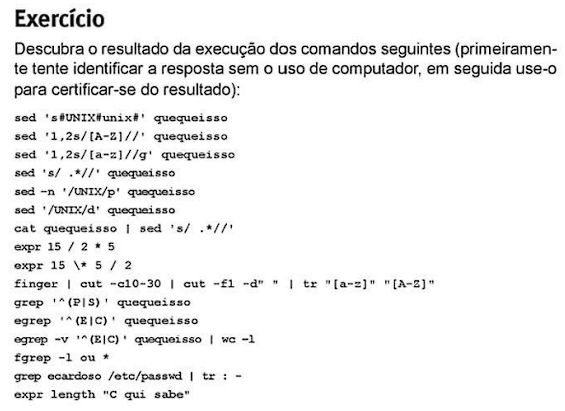 Exercício
Descubra o resultado da execução dos comandos seguintes (primeiramen-
te tente identificar a resposta sem o uso de computador, em seguida use-o
para certificar-se do resultado):
sed 's#UNIX#unix#' quequeisso
sed '1,2s/[A-Z]//' quequeisso
sed '1,2s/[a-z]//g' quequeisso
sed 's/ .*//' quequeisso
sed -n '/UNIX/p' quequeisso
sed '/UNIX/d' quequeisso
cat quequeisso | sed 's/ .*//'
expr 15 / 2 * 5
expr 15 \* 5 / 2
finger | cut -c10-30 | cut -f1 -d" " | tr "[a-z]" "[A-Z]"
grep '^(P|S)' quequeisso
egrep '^(E|C)' quequeisso
egrep -v '^(E|C)' quequeisso | wc -l
fgrep -l ou *
grep ecardoso /etc/passwd | tr : -
expr length "C qui sabe"